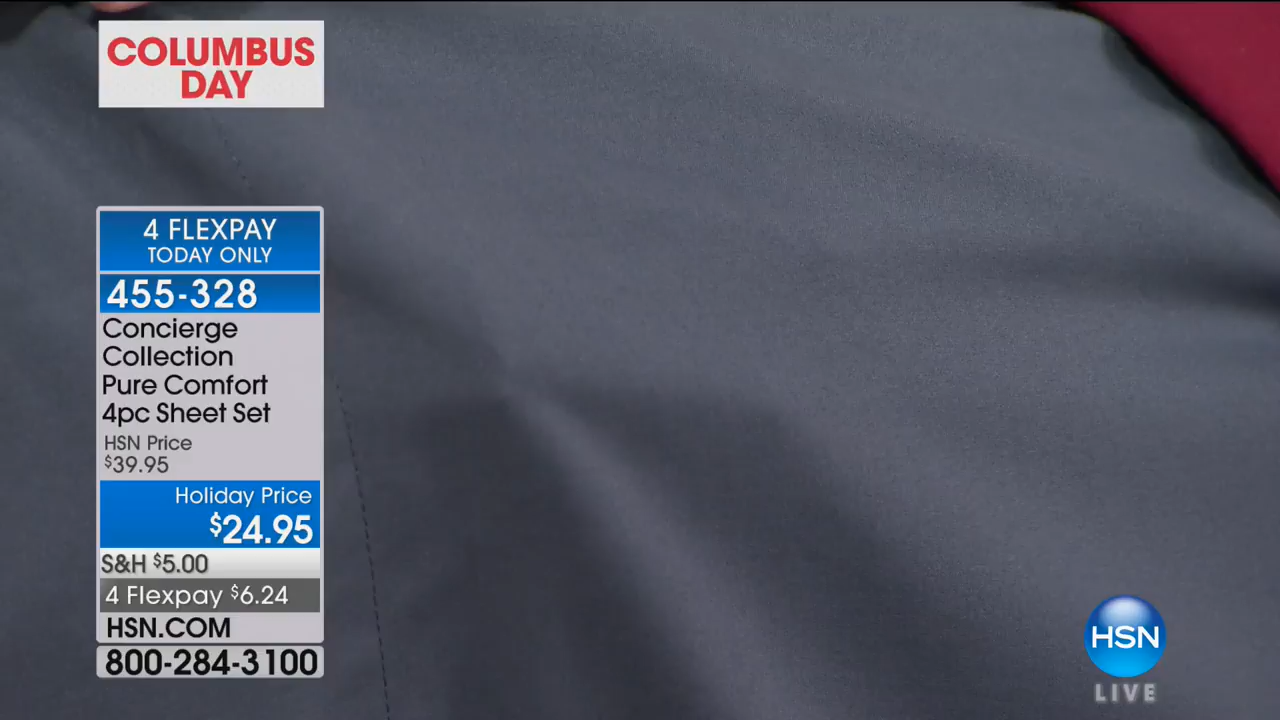 COLUMBUS
DAY
4 FLEXPAY
TODAY ONLY
455-328
Concierge
Collection
Pure Comfort
4pc Sheet Set
HSN Price
$39.95
Holiday Price
$24.95
S&H $5.00
4 Flexpay $6.24
HSN.COM
800-284-3100
HSN
LIVE